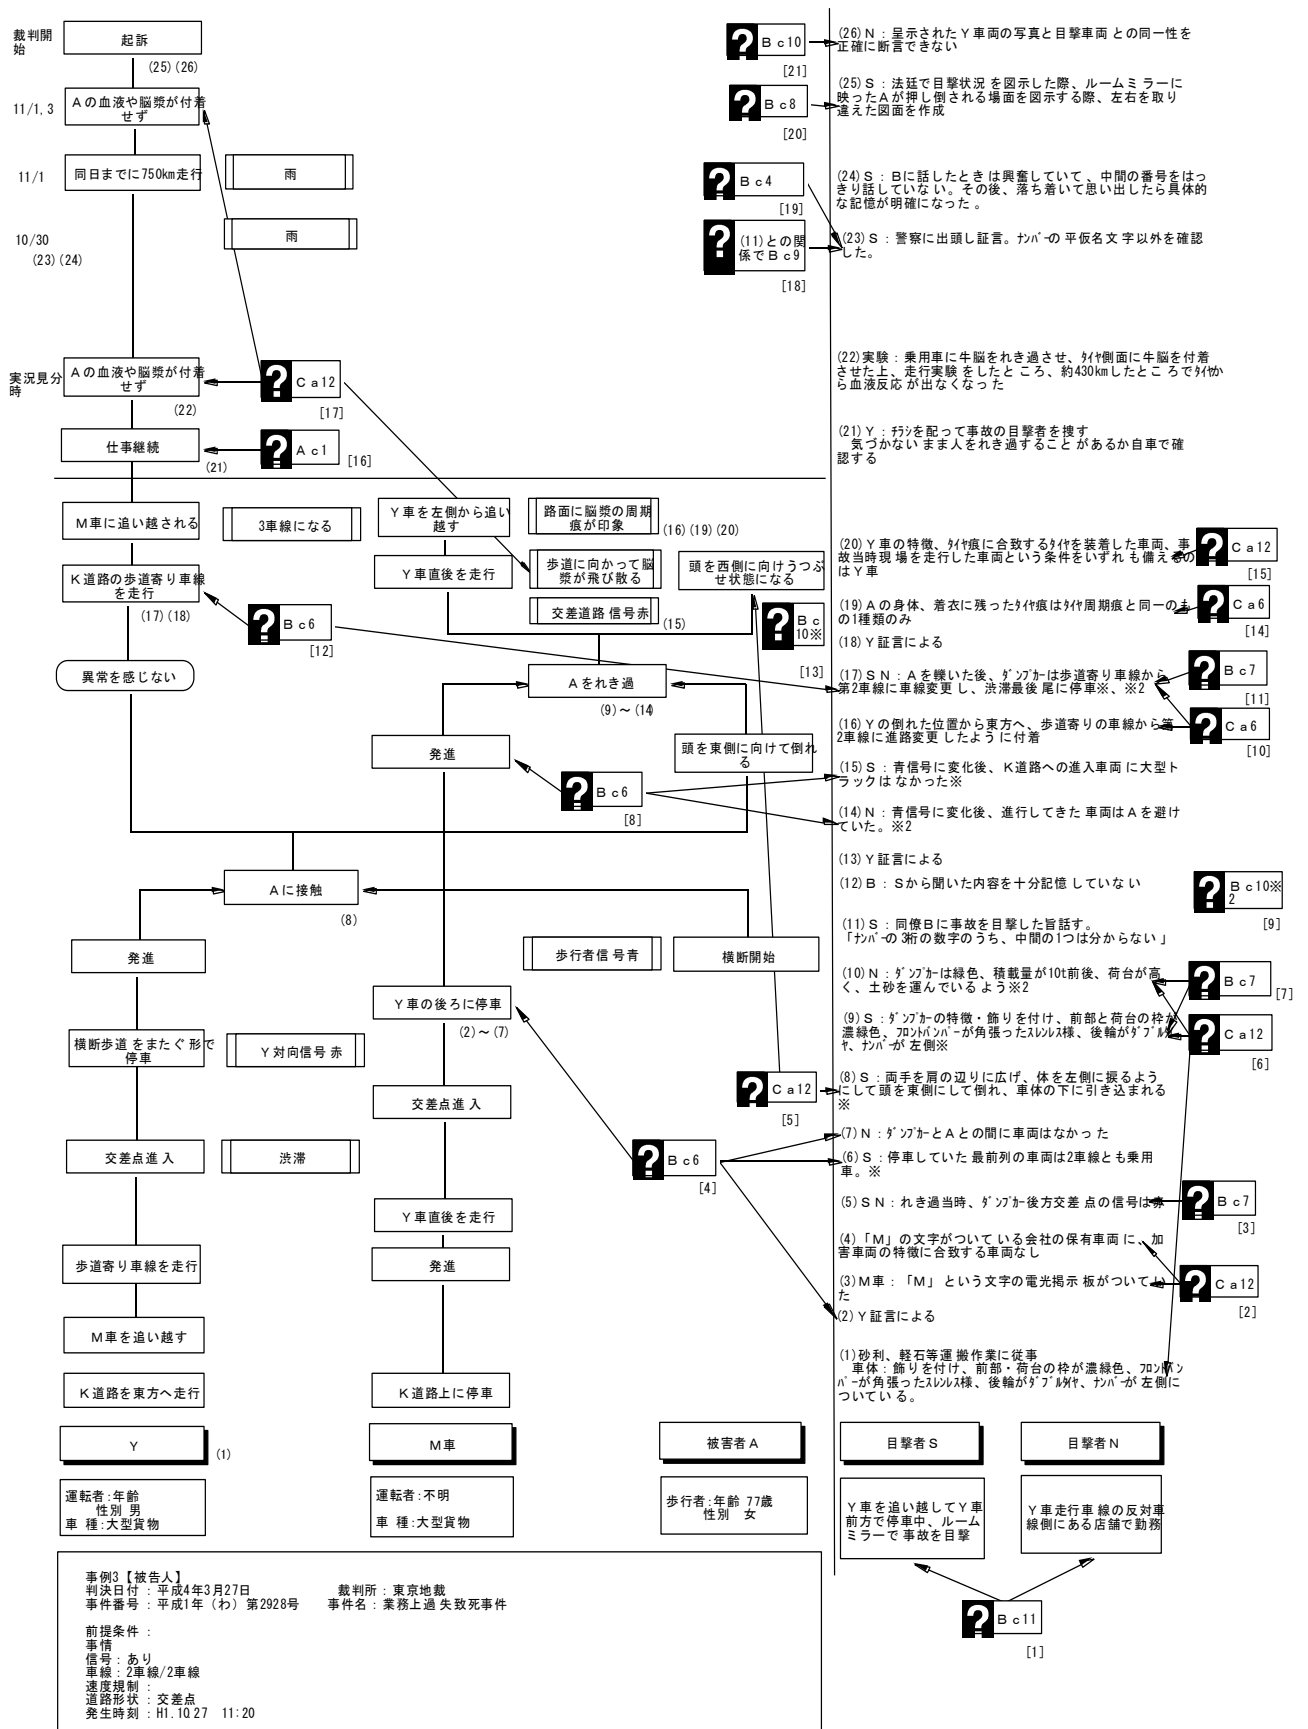 裁判開
始
起訴
(25)(26)
11/1, 3
Aの血液や脳漿が付着
せず
11/1
同日までに750km走行
雨
10/30
(23)(24)
雨
実況見分
時
Aの血液や脳漿が付着
せず
(22)
? Ca12
[17]
仕事継続
(21)
? Ac1
[16]
? Bc10
[21]
? Bc8
[20]
? Bc4
[19]
? (11)との関
係でBc9
[18]
(26)N：呈示されたY車両の写真と目撃車両との同一性を
正確に断言できない
(25)S：法廷で目撃状況を図示した際、ルームミラーに
映ったAが押し倒される場面を図示する際、左右を取り
違えた図面を作成
(24)S：Bに話したときは興奮していて、中間の番号をはっ
きり話していない。その後、落ち着いて思い出したら具体的
な記憶が明確になった。
(23)S：警察に出頭し証言。ﾅﾝﾊﾞｰの平仮名文字以外を確認
した。
(22)実験：乗用車に牛脳をれき過させ、ﾀｲﾔ側面に牛脳を付着
させた上、走行実験をしたところ、約430kmしたところでﾀｲﾔか
ら血液反応が出なくなった
(21)Y：ﾁﾗｼを配って事故の目撃者を捜す
気づかないまま人をれき過することがあるか自車で確
認する
M車に追い越される
3車線になる
Y車を左側から追い
越す
路面に脳漿の周期
痕が印象
(16)(19)(20)
K道路の歩道寄り車線
を走行
(17)(18)
Y車直後を走行
歩道に向かって脳
漿が飛び散る
頭を西側に向けうつぶ
せ状態になる
交差道路信号赤
(15)
? Bc6
[12]
? Bc
10※
[13]
異常を感じない
Aをれき過
(9)～(14)
発進
頭を東側に向けて倒れ
る
? Bc6
[8]
(20)Y車の特徴、ﾀｲﾔ痕に合致するﾀｲﾔを装着した車両、事
故当時現場を走行した車両という条件をいずれも備えるの
はY車
? Ca12
[15]
(19)Aの身体、着衣に残ったﾀｲﾔ痕はﾀｲﾔ周期痕と同一のも
の1種類のみ
? Ca6
[14]
(18)Y証言による
(17)SN：Aを轢いた後、ﾀﾞﾝﾌﾟｶｰは歩道寄り車線から
第2車線に車線変更し、渋滞最後尾に停車※、※2
? Bc7
[11]
(16)Yの倒れた位置から東方へ、歩道寄りの車線から第
2車線に進路変更したように付着
? Ca6
[10]
(15)S：青信号に変化後、K道路への進入車両に大型ト
ラックはなかった※
(14)N：青信号に変化後、進行してきた車両はAを避け
ていた。※2
(13)Y証言による
(12)B：Sから聞いた内容を十分記憶していない
? Bc10※
2
[9]
(11)S：同僚Bに事故を目撃した旨話す。
「ﾅﾝﾊﾞｰの3桁の数字のうち、中間の1つは分からない」
Aに接触
(8)
発進
歩行者信号青
横断開始
(10)N：ﾀﾞﾝﾌﾟｶｰは緑色、積載量が10t前後、荷台が高
く、土砂を運んでいるよう※2
? Bc7
[7]
Y車の後ろに停車
(2)～(7)
(9)S：ﾀﾞﾝﾌﾟｶｰの特徴・飾りを付け、前部と荷台の枠が
濃緑色、ﾌﾛﾝﾄﾊﾞﾝﾊﾟｰが角張ったｽﾃﾝﾚｽ様、後輪がﾀﾞﾌﾞﾙﾀｲ
ﾔ、ﾅﾝﾊﾞｰが左側※
? Ca12
[6]
横断歩道をまたぐ形で
停車
Y対向信号赤
? Ca12
[5]
(8)S：両手を肩の辺りに広げ、体を左側に捩るよう
にして頭を東側にして倒れ、車体の下に引き込まれる
※
交差点進入
(7)N：ﾀﾞﾝﾌﾟｶｰとAとの間に車両はなかった
交差点進入
渋滞
? Bc6
[4]
(6)S：停車していた最前列の車両は2車線とも乗用
車。※
(5)SN：れき過当時、ﾀﾞﾝﾌﾟｶｰ後方交差点の信号は赤
? Bc7
[3]
Y車直後を走行
歩道寄り車線を走行
発進
(4)「M」の文字がついている会社の保有車両に、加
害車両の特徴に合致する車両なし
(3)M車：「M」という文字の電光掲示板がついてい
た
? Ca12
[2]
(2)Y証言による
M車を追い越す
(1)砂利、軽石等運搬作業に従事
車体：飾りを付け、前部・荷台の枠が濃緑色、ﾌﾛﾝﾄﾊﾞﾝ
ﾊﾟｰが角張ったｽﾃﾝﾚｽ様、後輪がﾀﾞﾌﾞﾙﾀｲﾔ、ﾅﾝﾊﾞｰが左側に
ついている。
K道路を東方へ走行
K道路上に停車
Y
(1)
M車
被害者A
目撃者S
目撃者N
運転者:年齢
性別 男
車 種:大型貨物
運転者:不明
車 種:大型貨物
歩行者:年齢 77歳
性別 女
Y車を追い越してY車
前方で停車中、ルーム
ミラーで事故を目撃
Y車走行車線の反対車
線側にある店舗で勤務
? Bc11
[1]
事例3【被告人】
判決日付：平成4年3月27日 裁判所：東京地裁
事件番号：平成1年（わ）第2928号 事件名：業務上過失致死事件
前提条件：
事情
信号：あり
車線：2車線/2車線
速度規制：
道路形状：交差点
発生時刻：H1.10.27 11:20